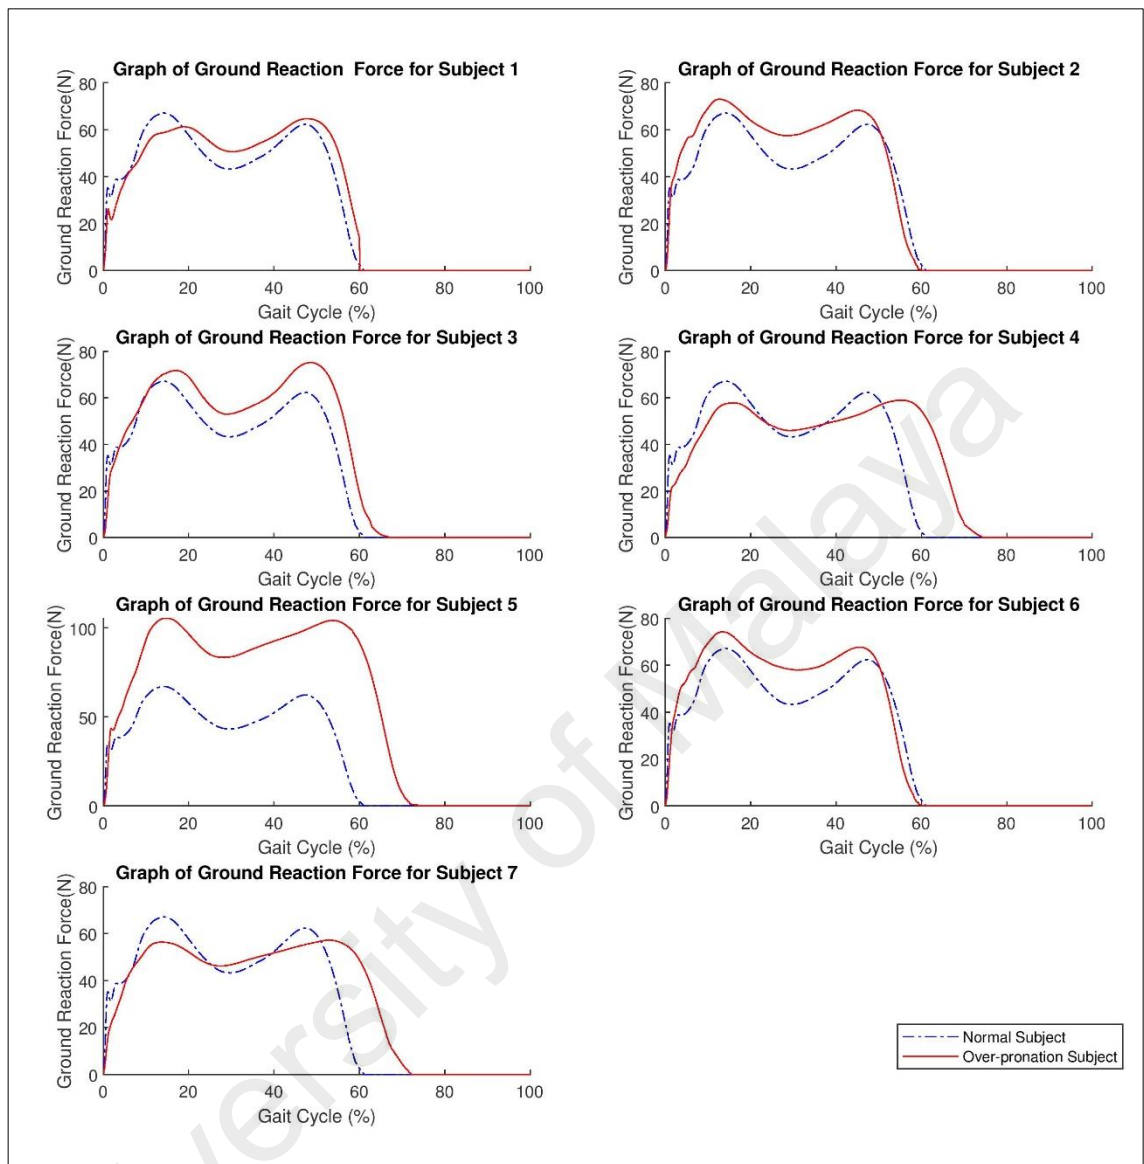 Graph of Ground Reaction Force for Subject 1
Ground Reaction Force(N)
80
60
40
20
0
0 20 40 60 80 100
Gait Cycle (%)
Graph of Ground Reaction Force for Subject 2
Ground Reaction Force(N)
80
60
40
20
0
0 20 40 60 80 100
Gait Cycle (%)
Graph of Ground Reaction Force for Subject 3
Ground Reaction Force(N)
80
60
40
20
0
0 20 40 60 80 100
Gait Cycle (%)
Graph of Ground Reaction Force for Subject 4
Ground Reaction Force(N)
80
60
40
20
0
0 20 40 60 80 100
Gait Cycle (%)
Graph of Ground Reaction Force for Subject 5
Ground Reaction Force(N)
100
50
0
0 20 40 60 80 100
Gait Cycle (%)
Graph of Ground Reaction Force for Subject 6
Ground Reaction Force(N)
80
60
40
20
0
0 20 40 60 80 100
Gait Cycle (%)
Graph of Ground Reaction Force for Subject 7
Ground Reaction Force(N)
80
60
40
20
0
0 20 40 60 80 100
Gait Cycle (%)
Normal Subject
Over-pronation Subject
versity of Malaya